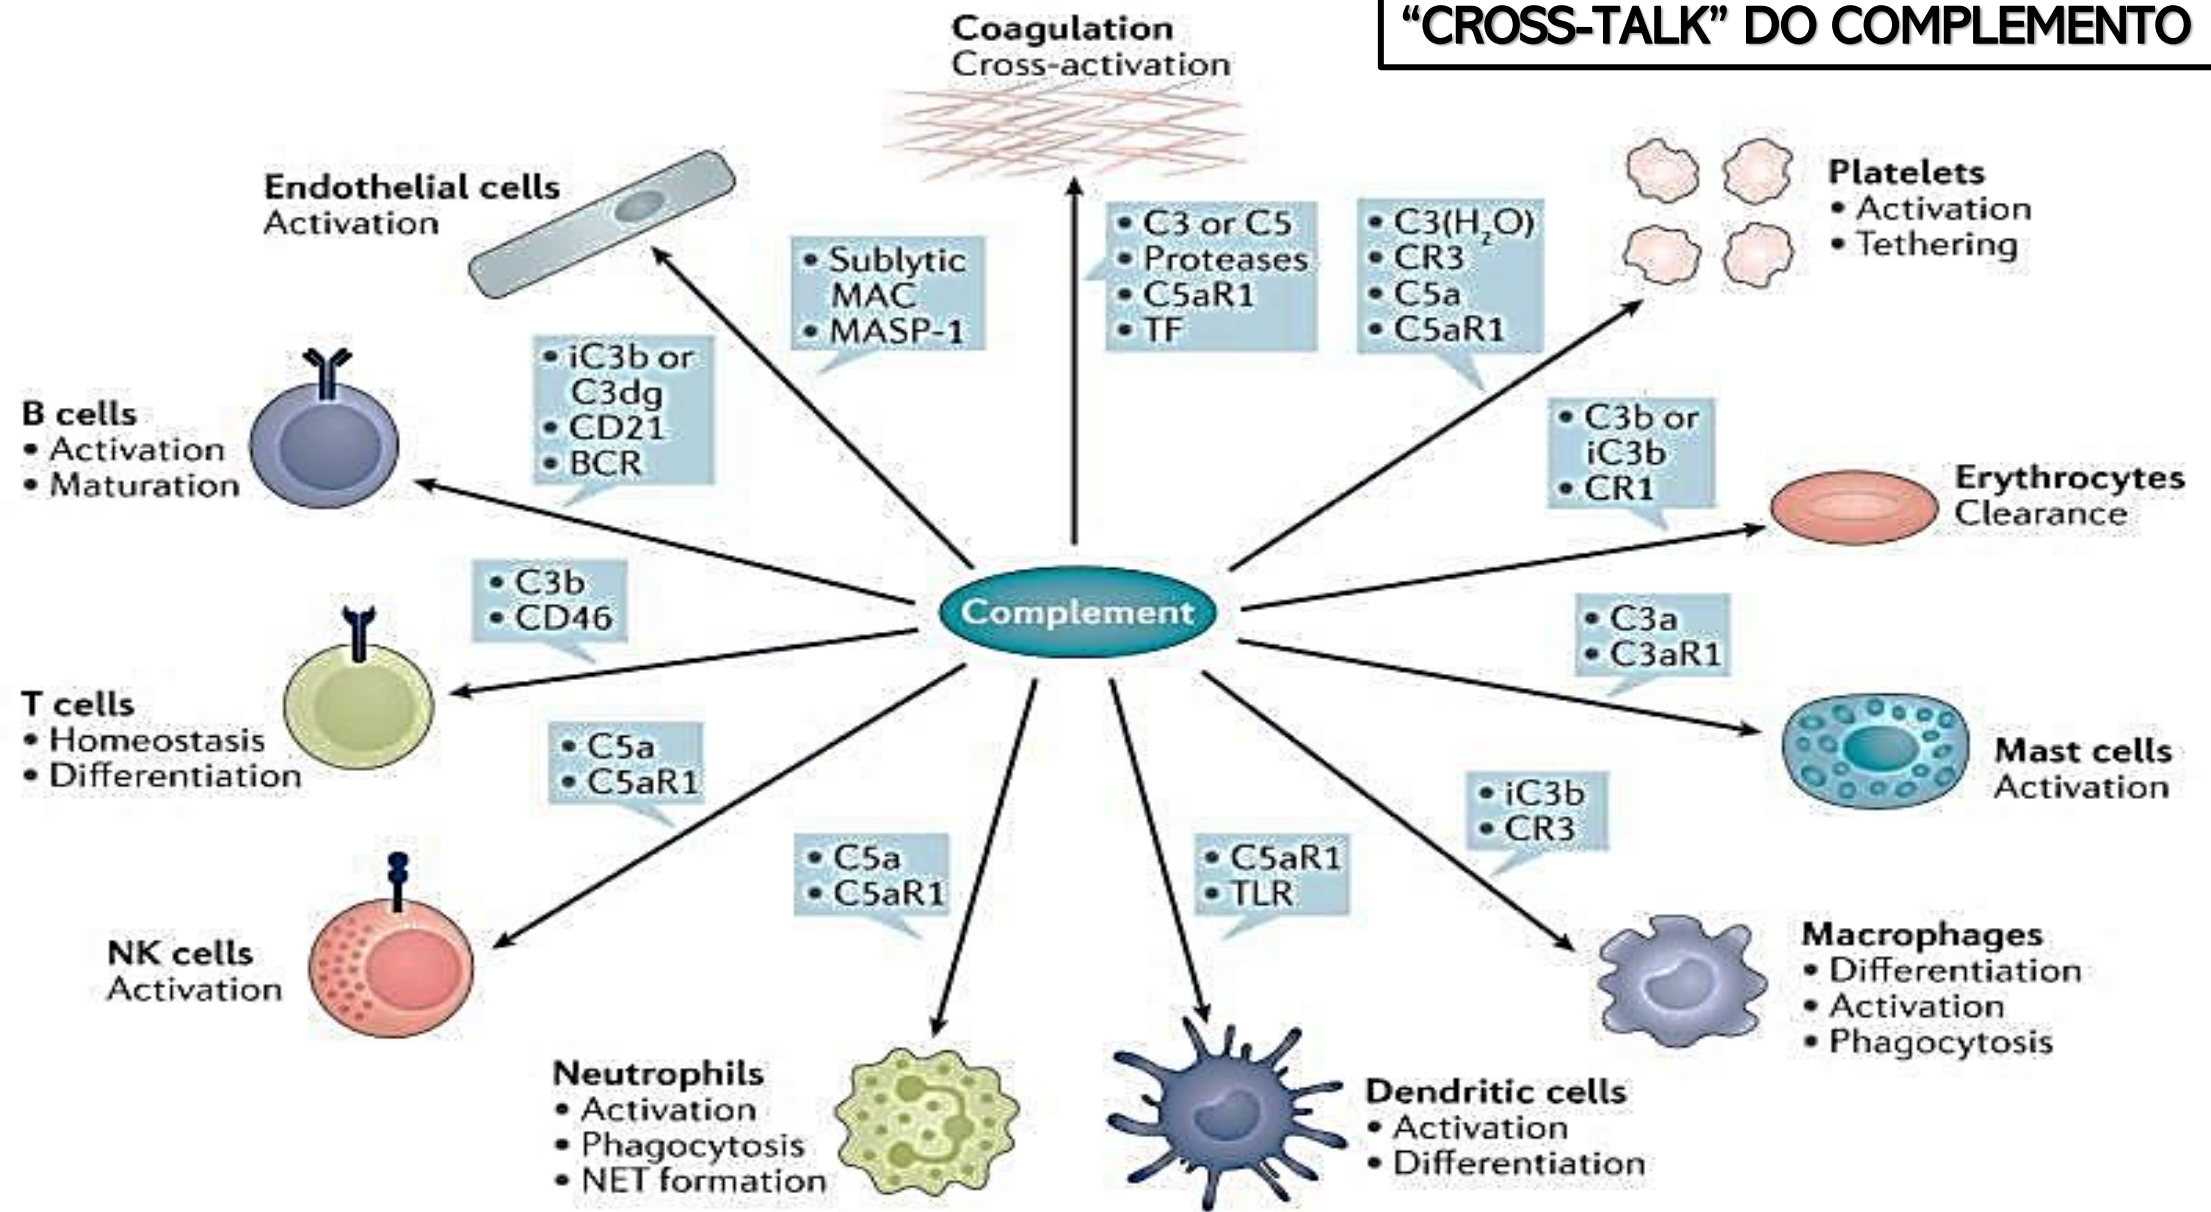 “CROSS-TALK” DO COMPLEMENTO
Coagulation
Cross-activation
Endothelial cells
Activation
Platelets
• Activation
• Tethering
• Sublytic
MAC
• MASP-1
• C3 or C5
• Proteases
• C5aR1
• TF
• C3(H₂O)
• CR3
• C5a
• C5aR1
B cells
• Activation
• Maturation
• iC3b or
C3dg
• CD21
• BCR
• C3b or
iC3b
• CR1
Erythrocytes
Clearance
• C3b
• CD46
Complement
• C3a
• C3aR1
T cells
• Homeostasis
• Differentiation
• C5a
• C5aR1
Mast cells
Activation
• iC3b
• CR3
• C5a
• C5aR1
• C5aR1
• TLR
NK cells
Activation
Macrophages
• Differentiation
• Activation
• Phagocytosis
Neutrophils
• Activation
• Phagocytosis
• NET formation
Dendritic cells
• Activation
• Differentiation